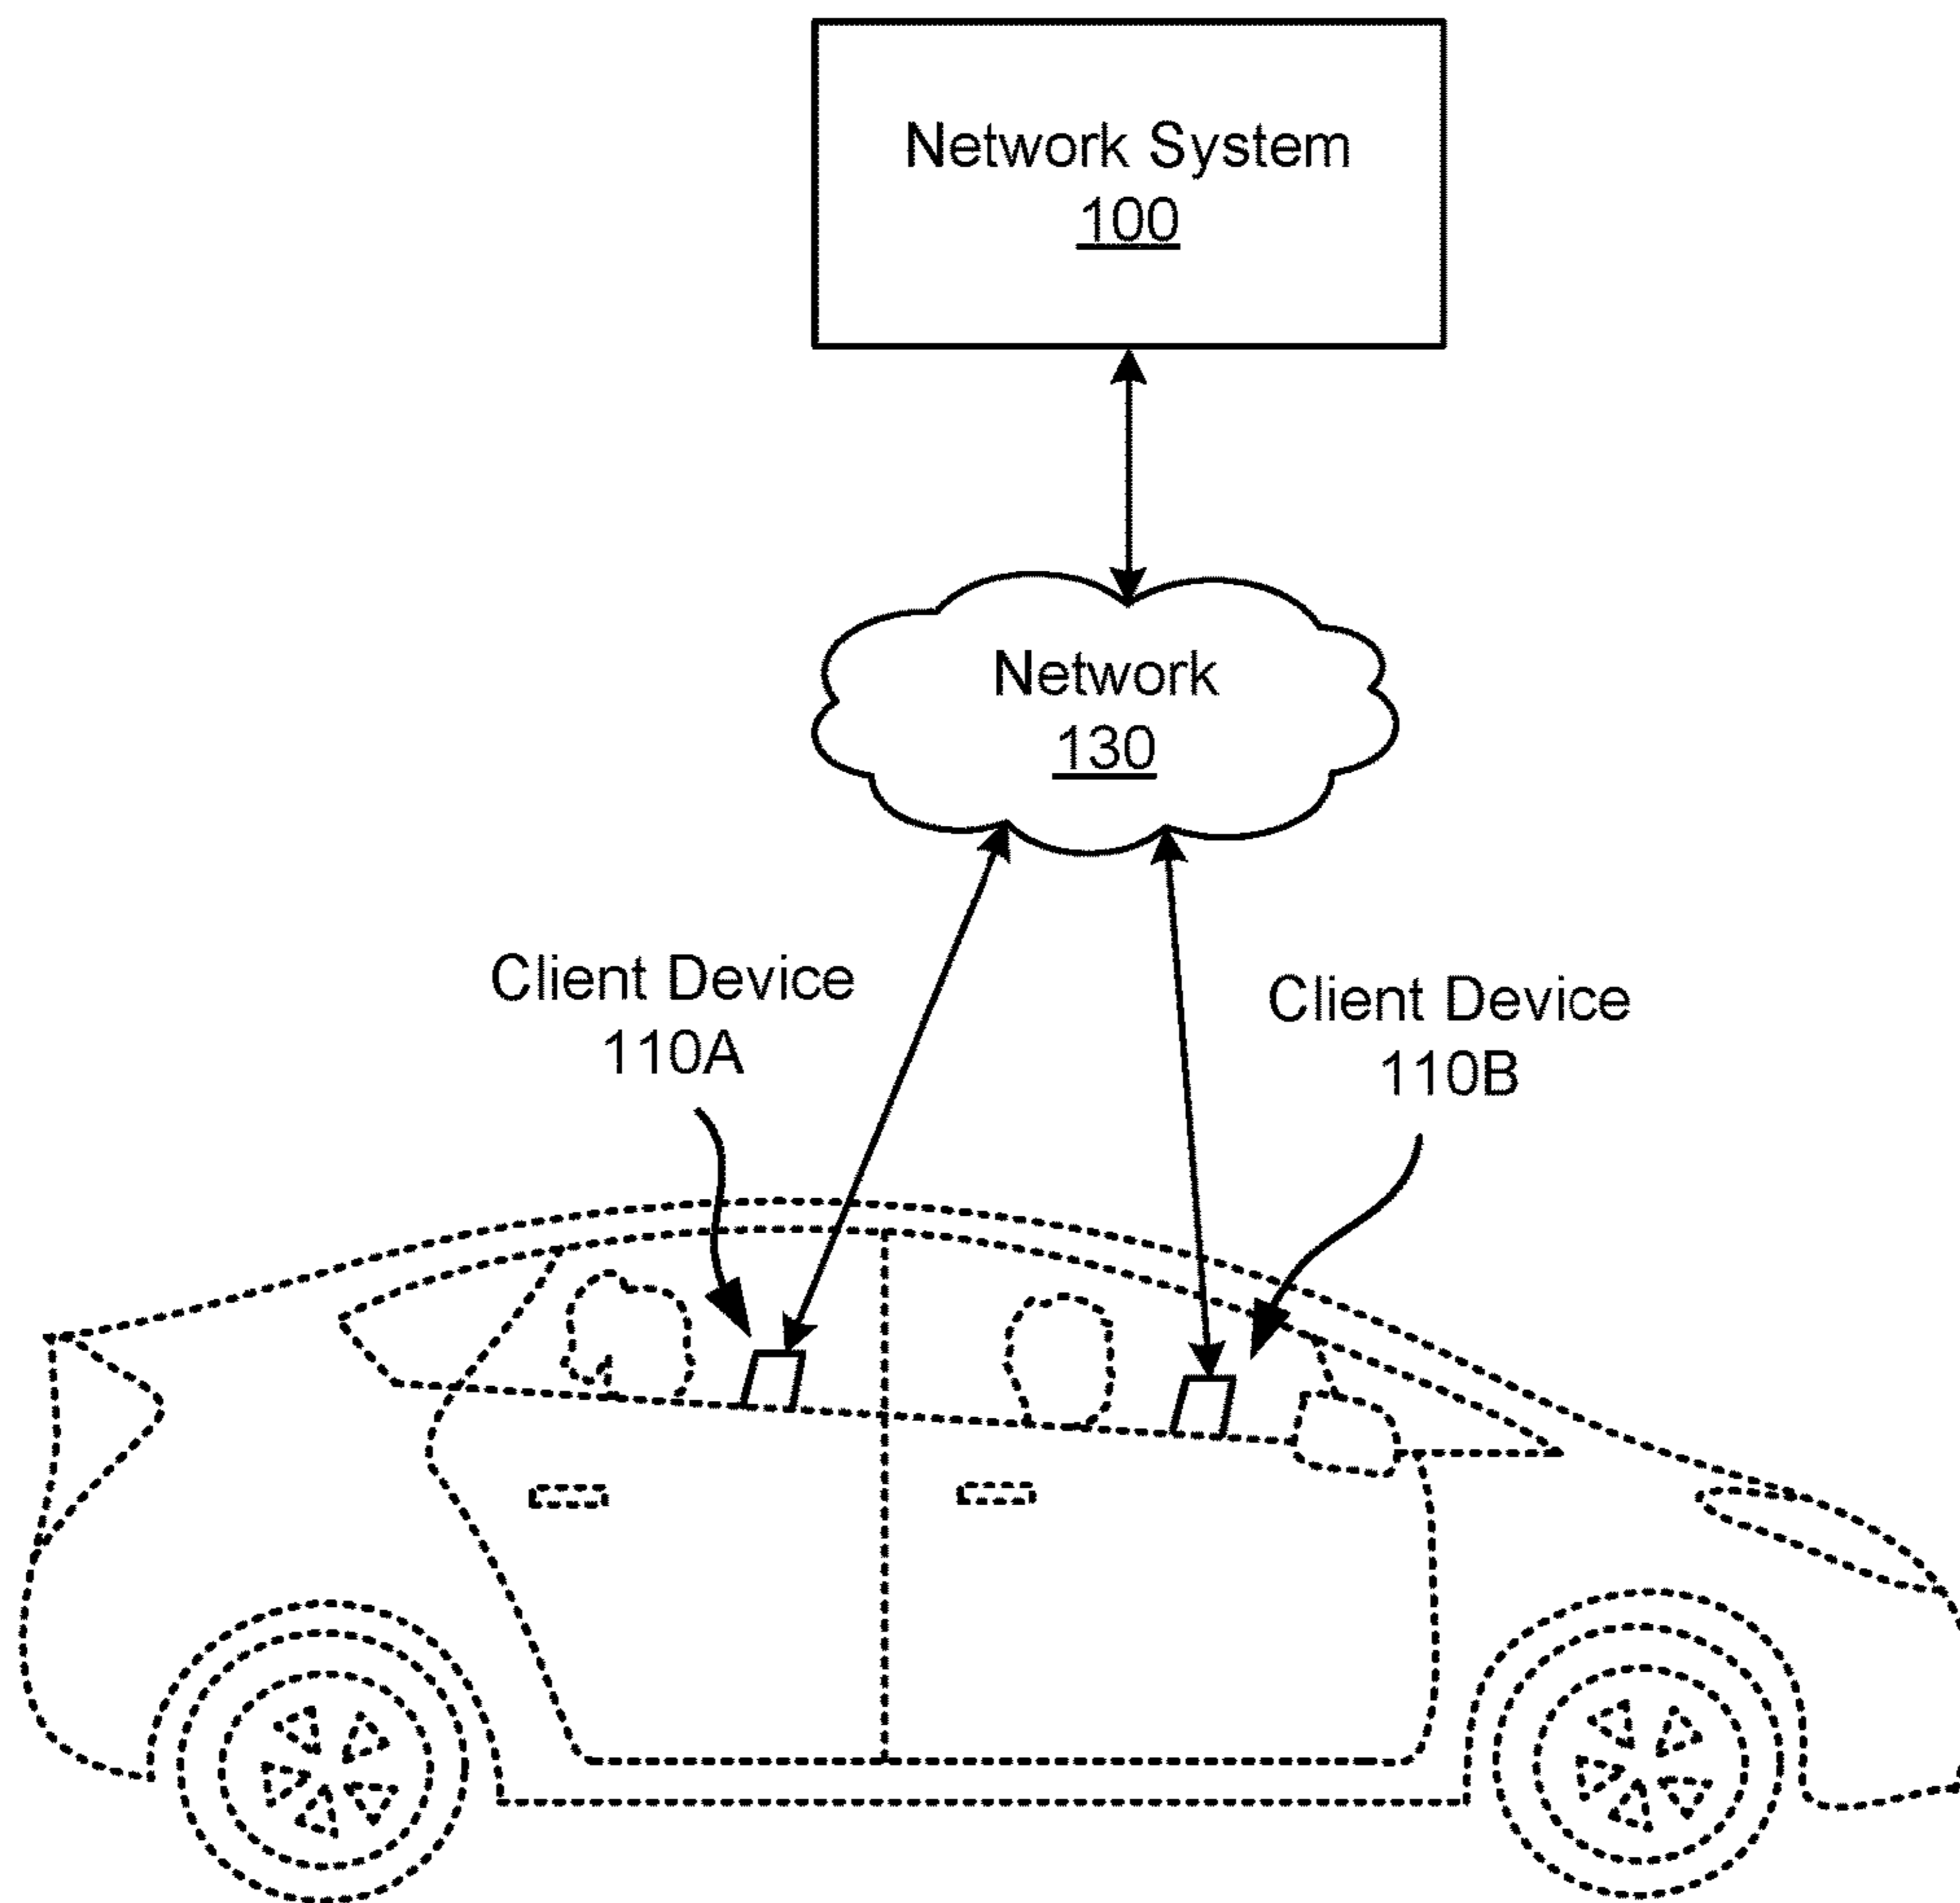 Network System
100
Network
130
Client Device
110A
Client Device
110B